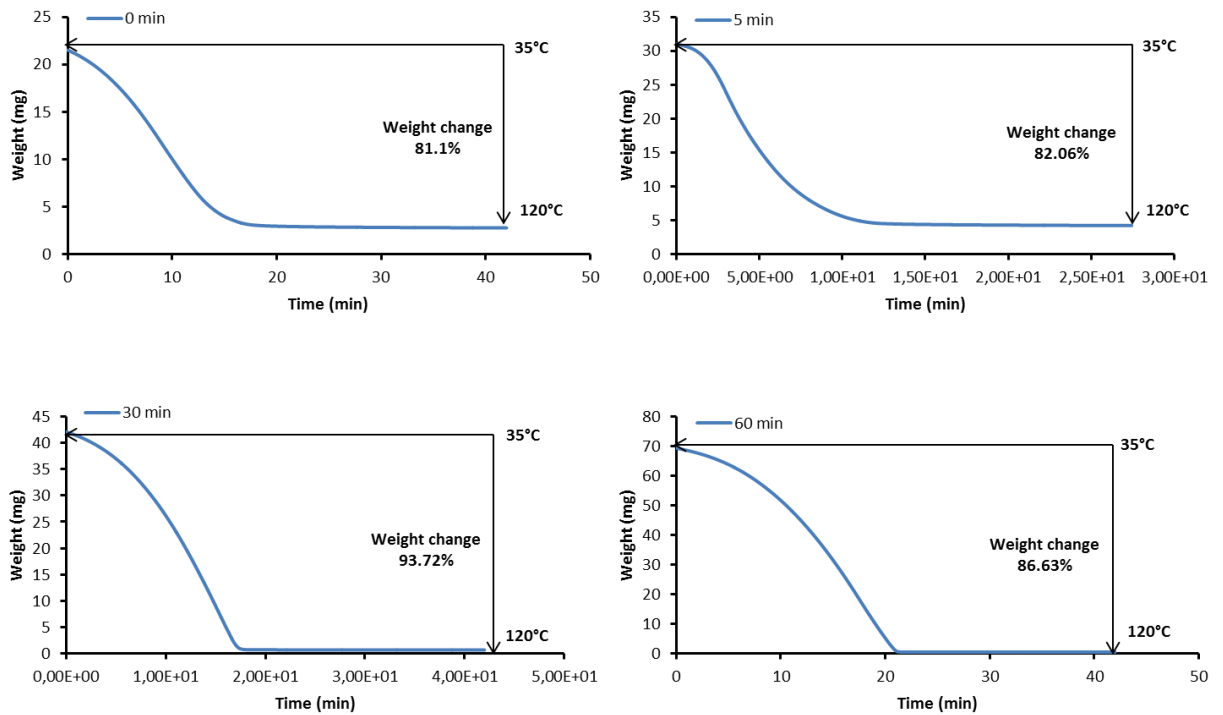 0 min
25
20
15
10
5
0
Weight (mg)
35°C
Weight change
81.1%
120°C
0 10 20 30 40 50
Time (min)
5 min
35
30
25
20
15
10
5
0
Weight (mg)
35°C
Weight change
82.06%
120°C
0,00E+00 5,00E+00 1,00E+01 1,50E+01 2,00E+01 2,50E+01 3,00E+01
Time (min)
30 min
45
40
35
30
25
20
15
10
5
0
Weight (mg)
35°C
Weight change
93.72%
120°C
0,00E+00 1,00E+01 2,00E+01 3,00E+01 4,00E+01 5,00E+01
Time (min)
60 min
80
70
60
50
40
30
20
10
0
Weight (mg)
35°C
Weight change
86.63%
120°C
0 10 20 30 40 50
Time (min)